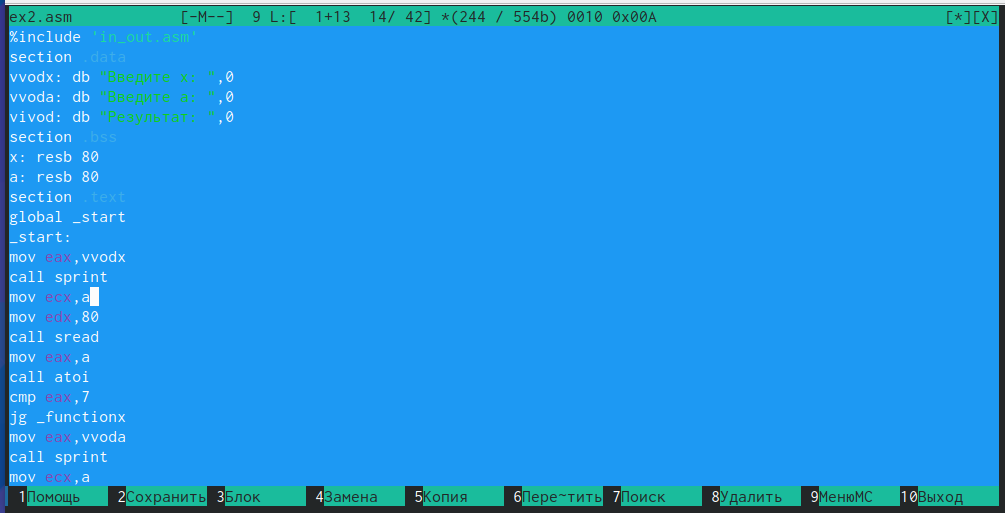 ex2.asm [-M--] 9 L:[ 1+13 14/ 42] *(244 / 554b) 0010 0x00A [*][X]
%include 'in_out.asm'
section .data
vvodx: db "Введите x: ",0
vvoda: db "Введите a: ",0
vivod: db "Результат: ",0
section .bss
x: resb 80
a: resb 80
section .text
global _start
_start:
mov eax,vvodx
call sprint
mov ecx,a
mov edx,80
call sread
mov eax,a
call atoi
cmp eax,7
jg _functionx
mov eax,vvoda
call sprint
mov ecx,a
1Помощь 2Сохранить 3Блок 4Замена 5Копия 6Пере~тить 7Поиск 8Удалить 9МенюMC 10Выход